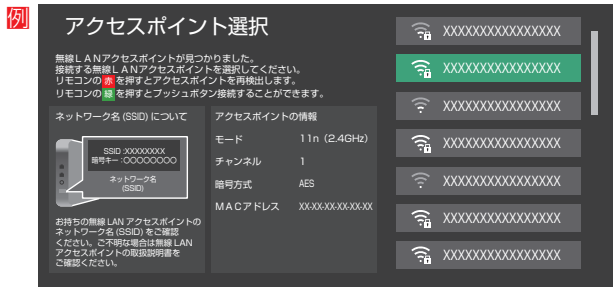 例
アクセスポイント選択
無線LANアクセスポイントが見つかりました。
接続する無線LANアクセスポイントを選択してください。
リモコンの 赤 を押すとアクセスポイントを再検出します。
リモコンの 緑 を押すとプッシュボタン接続することができます。
ネットワーク名 (SSID) について
SSID :XXXXXXXX
暗号キー :○○○○○○○○
ネットワーク名
(SSID)
お持ちの無線 LAN アクセスポイントの
ネットワーク名 (SSID) をご確認
ください。ご不明な場合は無線 LAN
アクセスポイントの取扱説明書を
ご確認ください。
アクセスポイントの情報
モード 11n（2.4GHz）
チャンネル 1
暗号方式 AES
MACアドレス XX-XX-XX-XX-XX-XX
XXXXXXXXXXXXXXXX
XXXXXXXXXXXXXXXX
XXXXXXXXXXXXXXXX
XXXXXXXXXXXXXXXX
XXXXXXXXXXXXXXXX
XXXXXXXXXXXXXXXX
XXXXXXXXXXXXXXXX